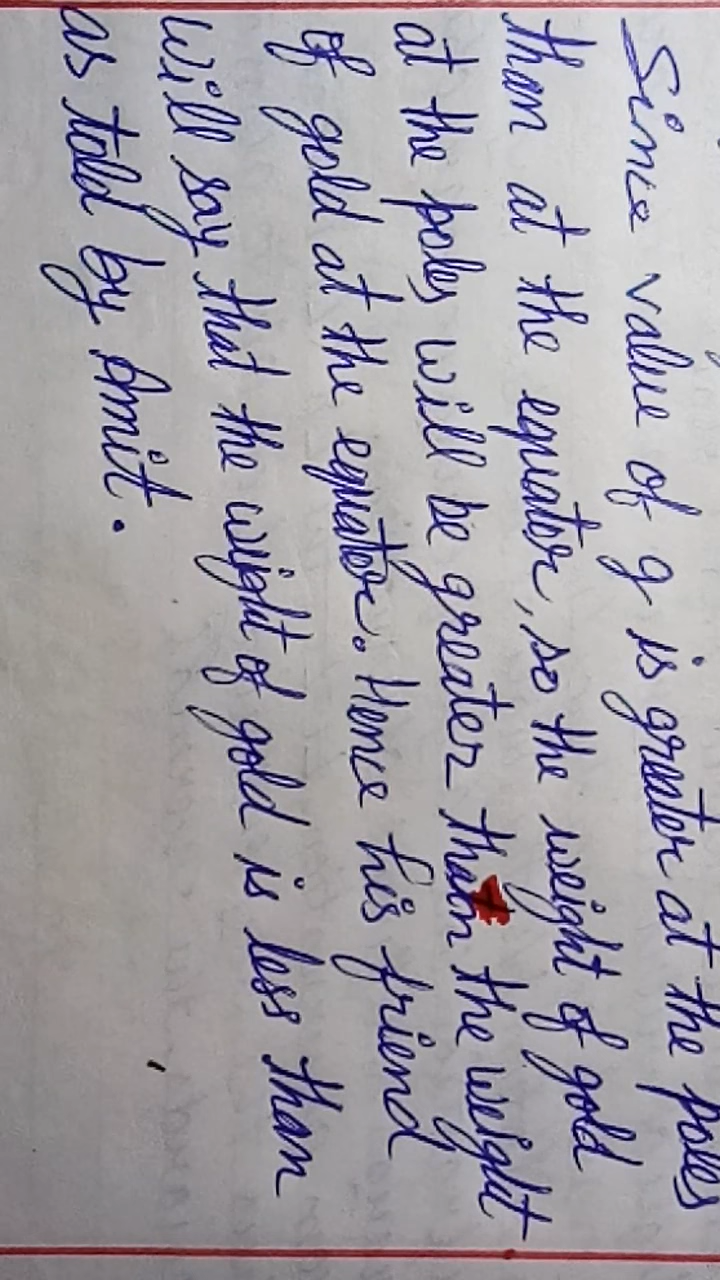 Since value of g is greater at the poles
than at the equator, so the weight of gold
at the poles will be greater than the weight
of gold at the equator. Hence his friend
will say that the weight of gold is less than
as told by Amit.